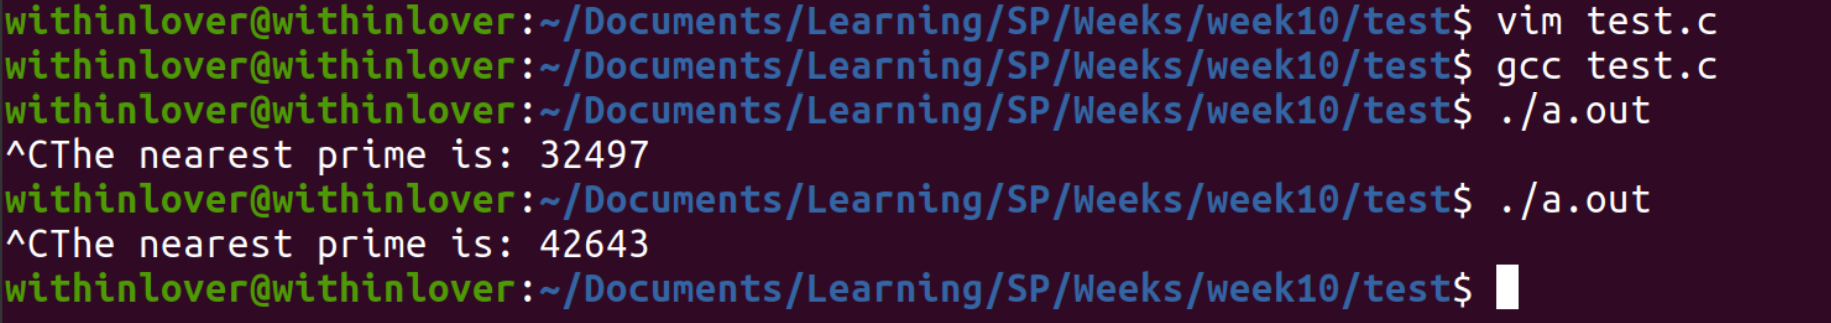 withinlover@withinlover:~/Documents/Learning/SP/Weeks/week10/test$ vim test.c
withinlover@withinlover:~/Documents/Learning/SP/Weeks/week10/test$ gcc test.c
withinlover@withinlover:~/Documents/Learning/SP/Weeks/week10/test$ ./a.out
^CThe nearest prime is: 32497
withinlover@withinlover:~/Documents/Learning/SP/Weeks/week10/test$ ./a.out
^CThe nearest prime is: 42643
withinlover@withinlover:~/Documents/Learning/SP/Weeks/week10/test$